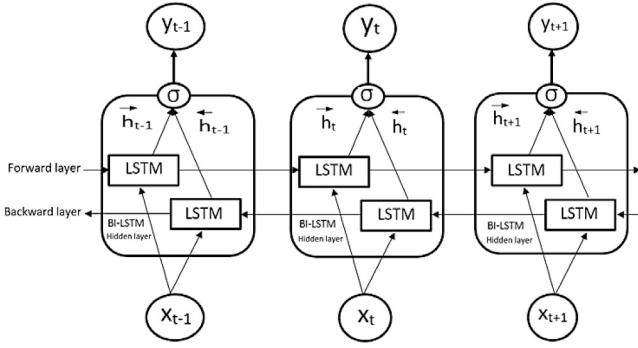 yt-1 yt yt+1
σ σ σ
→ht-1 ←ht-1 →ht ←ht →ht+1 ←ht+1
Forward layer LSTM LSTM LSTM
Backward layer LSTM LSTM LSTM
BI-LSTM BI-LSTM BI-LSTM
Hidden layer Hidden layer Hidden layer
xt-1 xt xt+1